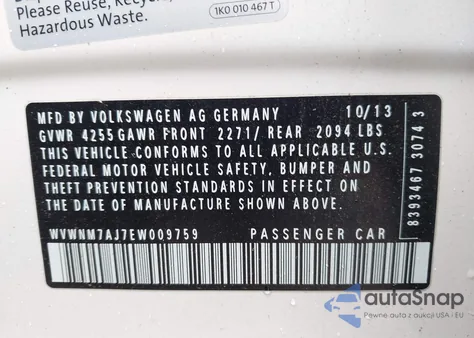 Please Reuse, Recycle
Hazardous Waste.
1K0 010 467 T
MFD BY VOLKSWAGEN AG GERMANY 10/13
GVWR 4255 GAWR FRONT 2271/ REAR 2094 LBS
THIS VEHICLE CONFORMS TO ALL APPLICABLE U.S.
FEDERAL MOTOR VEHICLE SAFETY, BUMPER AND
THEFT PREVENTION STANDARDS IN EFFECT ON
THE DATE OF MANUFACTURE SHOWN ABOVE.
WVWNM7AJ7EW009759 PASSENGER CAR
8393467 3074 3
autaSnap
Pewne auta z aukcji USA i EU